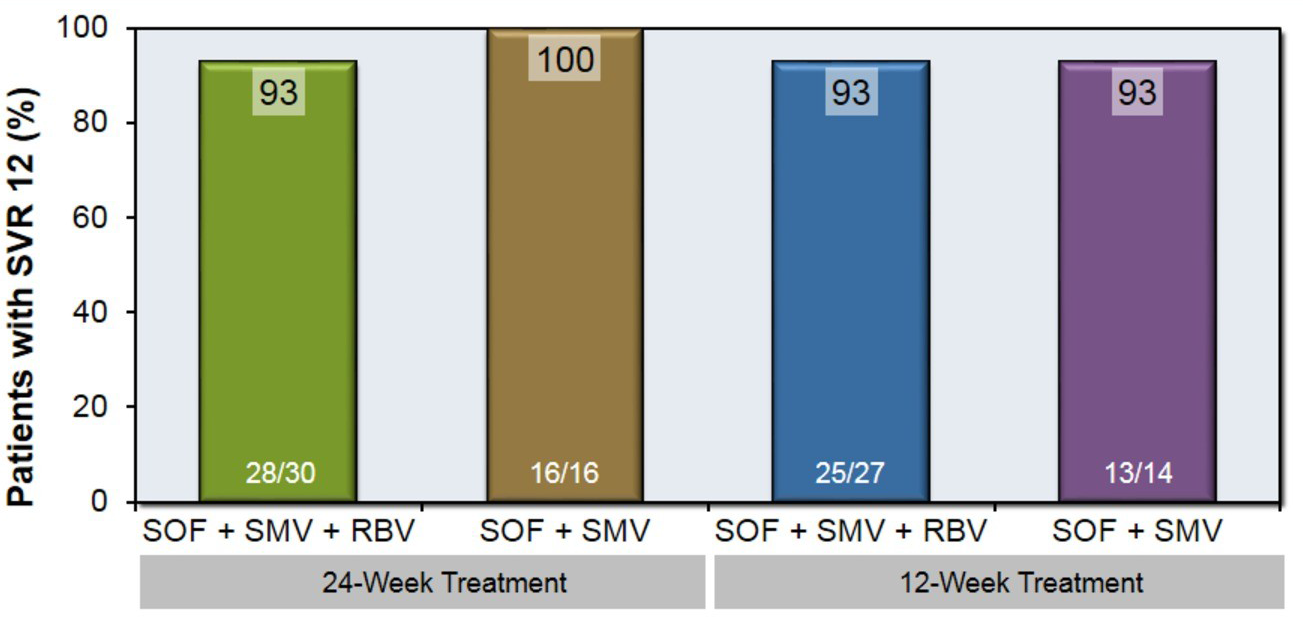 Patients with SVR 12 (%)
100
80
60
40
20
0
93
100
93
93
28/30
16/16
25/27
13/14
SOF + SMV + RBV
SOF + SMV
SOF + SMV + RBV
SOF + SMV
24-Week Treatment
12-Week Treatment